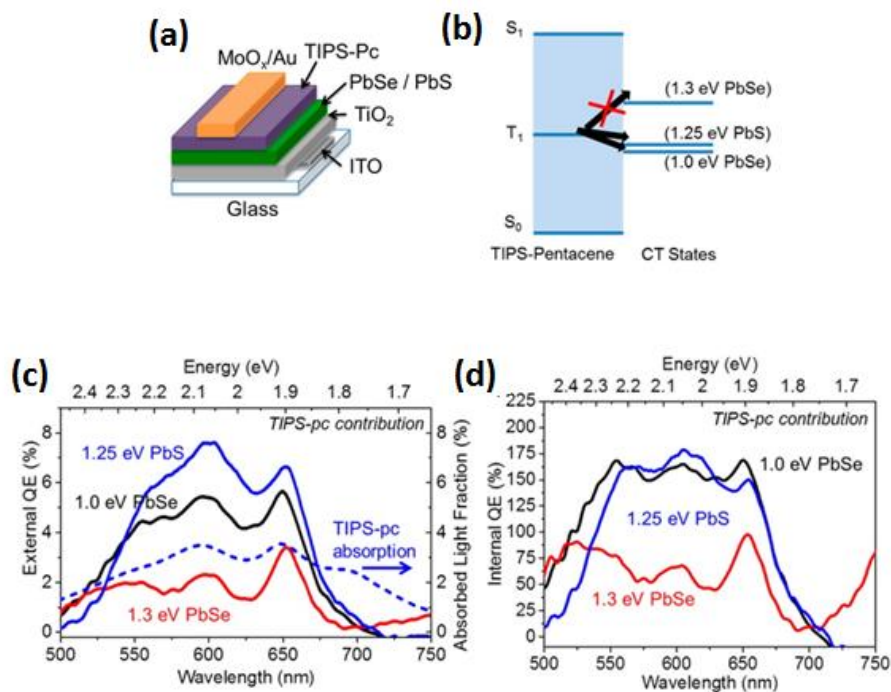 (a)
MoOx/Au
TIPS-Pc
PbSe / PbS
TiO2
ITO
Glass
(b)
S1
T1
S0
(1.3 eV PbSe)
(1.25 eV PbS)
(1.0 eV PbSe)
TIPS-Pentacene CT States
(c)
Energy (eV)
2.4 2.3 2.2 2.1 2 1.9 1.8 1.7
TIPS-pc contribution
External QE (%)
8
6
4
2
0
1.25 eV PbS
1.0 eV PbSe
1.3 eV PbSe
TIPS-pc
absorption
8
6
4
2
0
Absorbed Light Fraction (%)
500 550 600 650 700 750
Wavelength (nm)
(d)
Energy (eV)
2.4 2.3 2.2 2.1 2 1.9 1.8 1.7
TIPS-pc contribution
Internal QE (%)
225
200
175
150
125
100
75
50
25
0
1.0 eV PbSe
1.25 eV PbS
1.3 eV PbSe
500 550 600 650 700 750
Wavelength (nm)